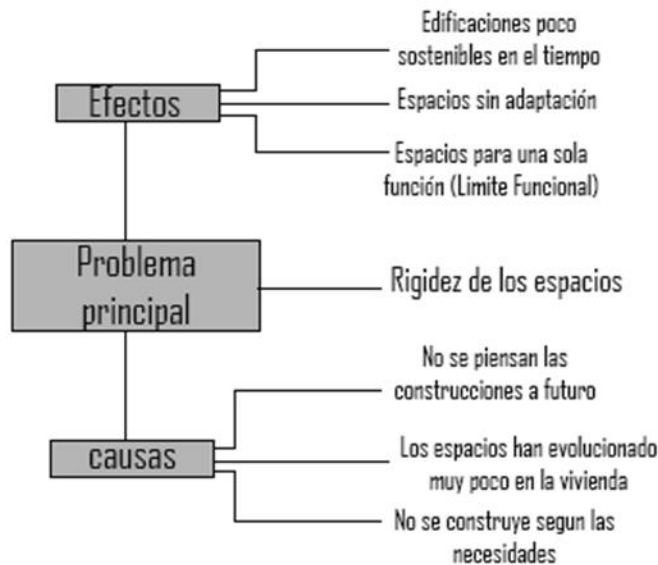 Edificaciones poco
sostenibles en el tiempo
Efectos
Espacios sin adaptación
Espacios para una sola
función (Limite Funcional)
Problema
principal
Rigidez de los espacios
No se piensan las
construcciones a futuro
causas
Los espacios han evolucionado
muy poco en la vivienda
No se construye segun las
necesidades